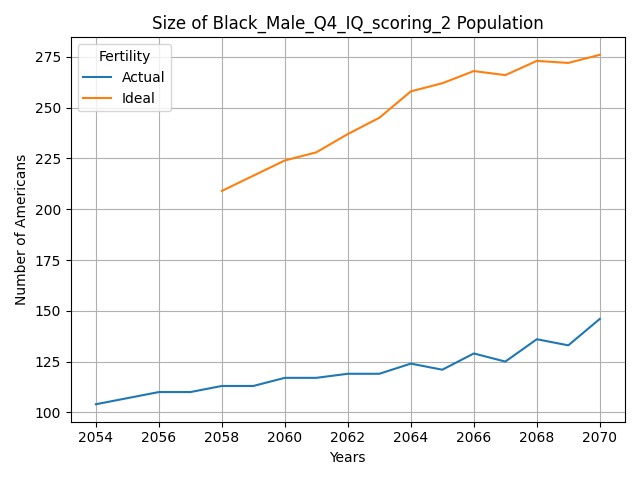 Size of Black_Male_Q4_IQ_scoring_2 Population
Fertility
Actual
Ideal
Number of Americans
275
250
225
200
175
150
125
100
2054 2056 2058 2060 2062 2064 2066 2068 2070
Years